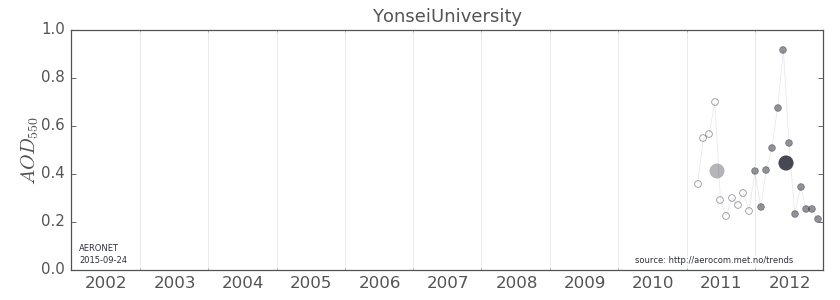 YonseiUniversity
1.0
0.8
0.6
0.4
0.2
0.0
AOD550
AERONET
2015-09-24
source: http://aerocom.met.no/trends
2002 2003 2004 2005 2006 2007 2008 2009 2010 2011 2012